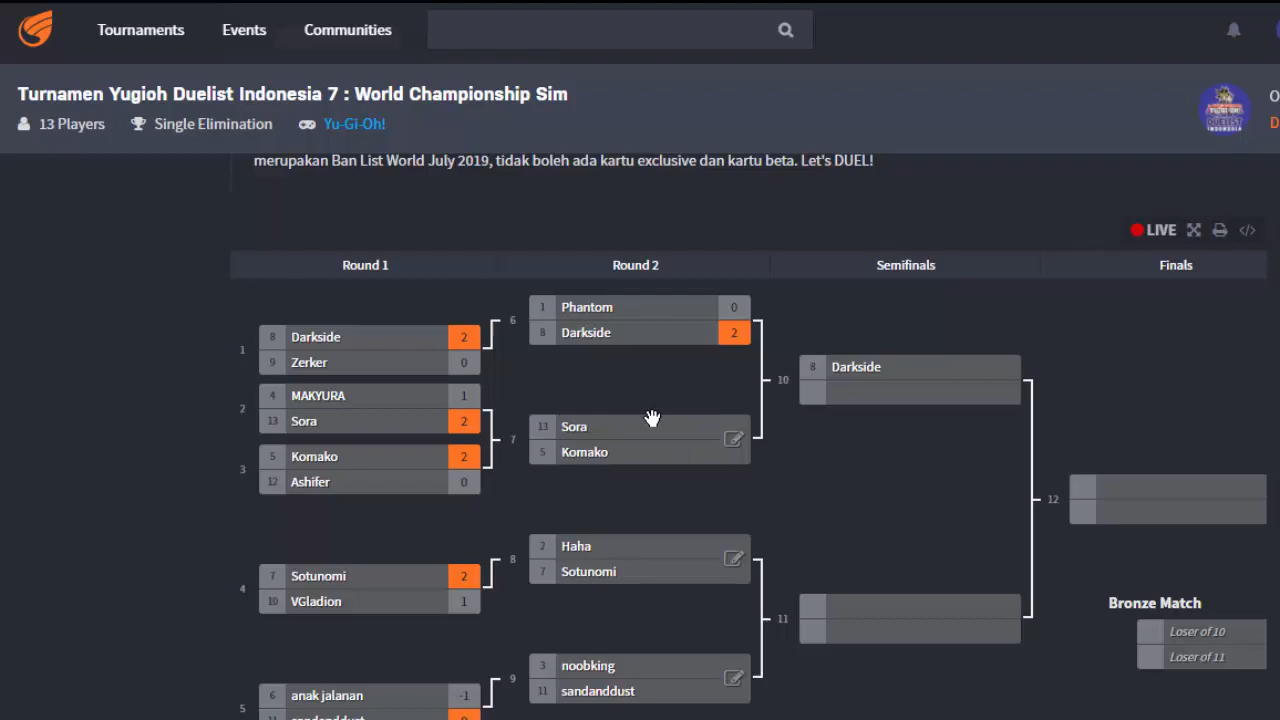 Tournaments Events Communities
Turnamen Yugioh Duelist Indonesia 7 : World Championship Sim
13 Players Single Elimination Yu-Gi-Oh!
merupakan Ban List World July 2019, tidak boleh ada kartu exclusive dan kartu beta. Let's DUEL!
LIVE
Round 1 Round 2 Semifinals Finals
1
8 Darkside 2
9 Zerker 0
2
4 MAKYURA 1
13 Sora 2
3
5 Komako 2
12 Ashifer 0
4
7 Sotunomi 2
10 VGladion 1
5
6 anak jalanan -1
11 sandanddust 0
6
1 Phantom 0
8 Darkside 2
7
13 Sora
5 Komako
8
2 Haha
7 Sotunomi
9
3 noobking
11 sandanddust
10
8 Darkside
11
12
Bronze Match
Loser of 10
Loser of 11